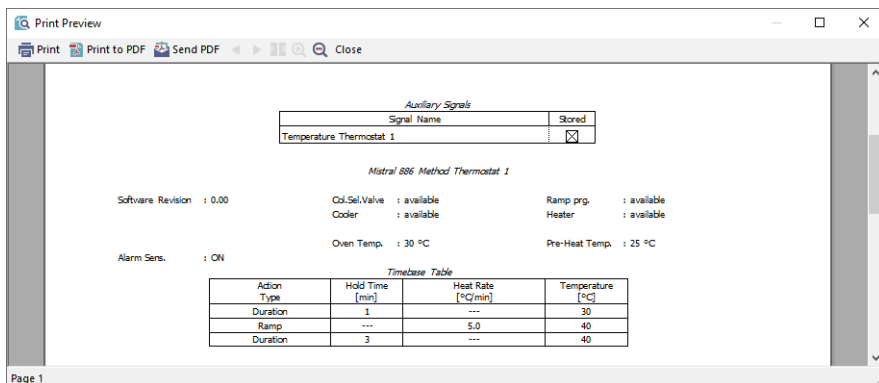 Print Preview
Print Print to PDF Send PDF Close
Auxiliary Signals
Signal Name Stored
Temperature Thermostat 1
Mistral 886 Method Thermostat 1
Software Revision : 0.00 Col.Sel.Valve : available Ramp prg. : available
Cooler : available Heater : available
Oven Temp. : 30 °C Pre-Heat Temp. : 25 °C
Alarm Sens. : ON
Timebase Table
Action Hold Time Heat Rate Temperature
Type [min] [°C/min] [°C]
Duration 1 --- 30
Ramp --- 5.0 40
Duration 3 --- 40
Page 1